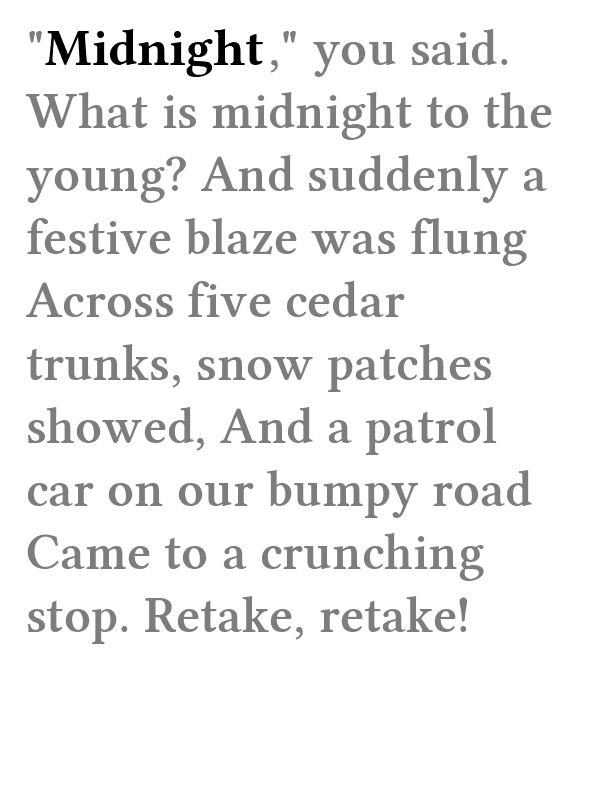 "Midnight," you said.
What is midnight to the
young? And suddenly a
festive blaze was flung
Across five cedar
trunks, snow patches
showed, And a patrol
car on our bumpy road
Came to a crunching
stop. Retake, retake!